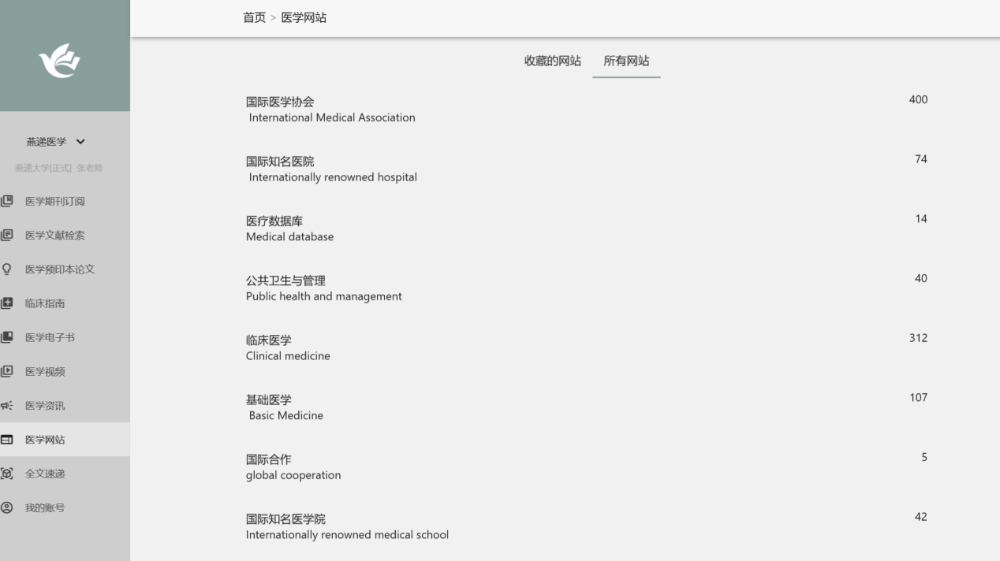 首页 > 医学网站
收藏的网站 所有网站
燕递医学
燕递大学[正式] 张老师
医学期刊订阅
医学文献检索
医学预印本论文
临床指南
医学电子书
医学视频
医学资讯
医学网站
全文速递
我的账号
国际医学协会 400
International Medical Association
国际知名医院 74
Internationally renowned hospital
医疗数据库 14
Medical database
公共卫生与管理 40
Public health and management
临床医学 312
Clinical medicine
基础医学 107
Basic Medicine
国际合作 5
global cooperation
国际知名医学院 42
Internationally renowned medical school